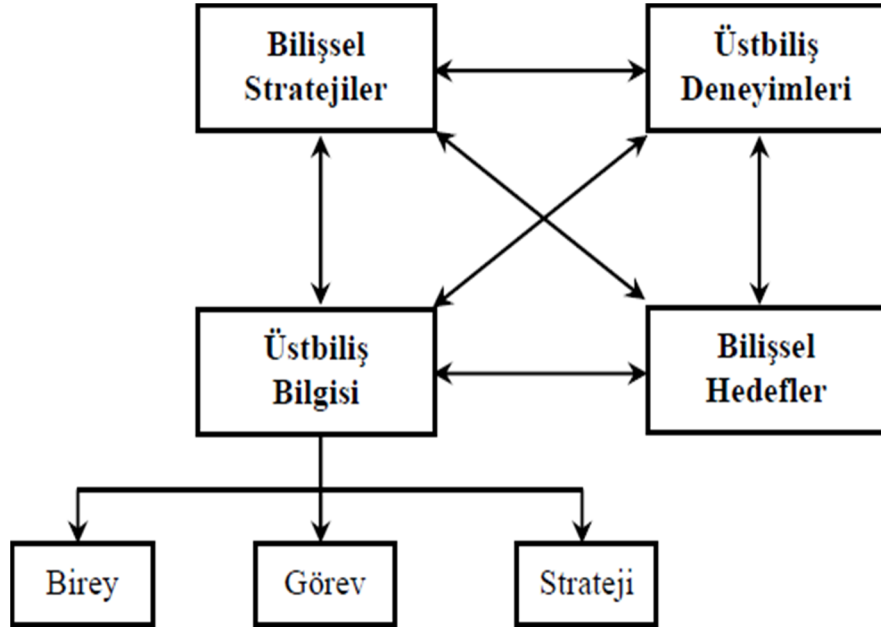 Bilişsel
Stratejiler
Üstbiliş
Deneyimleri
Üstbiliş
Bilgisi
Bilişsel
Hedefler
Birey
Görev
Strateji